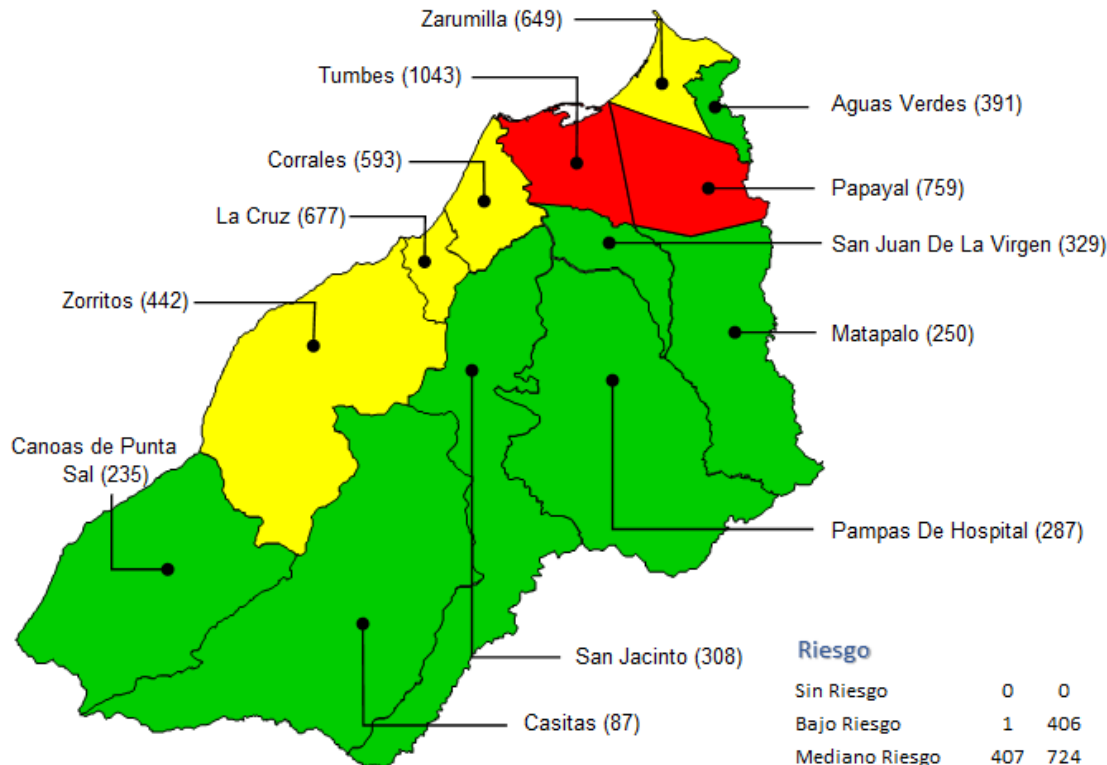 Zarumilla (649)
Tumbes (1043)
Aguas Verdes (391)
Corrales (593)
Papayal (759)
La Cruz (677)
San Juan De La Virgen (329)
Zorritos (442)
Matapalo (250)
Canoas de Punta
Sal (235)
Pampas De Hospital (287)
San Jacinto (308)
Casitas (87)
Riesgo
Sin Riesgo 0 0
Bajo Riesgo 1 406
Mediano Riesgo 407 724